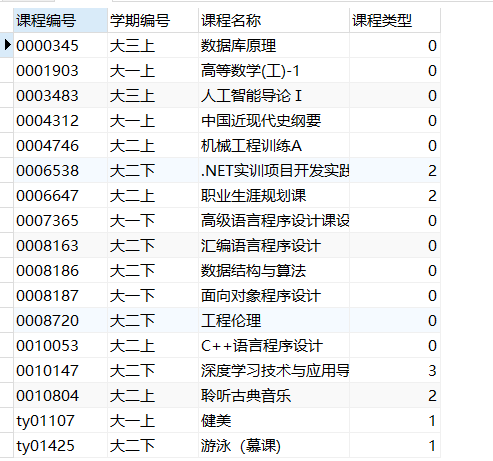 课程编号 学期编号 课程名称 课程类型
0000345 大三上 数据库原理 0
0001903 大一上 高等数学(工)-1 0
0003483 大三上 人工智能导论Ⅰ 0
0004312 大一上 中国近现代史纲要 0
0004746 大二上 机械工程训练A 0
0006538 大二下 .NET实训项目开发实践 2
0006647 大二上 职业生涯规划课 2
0007365 大一下 高级语言程序设计课设 0
0008163 大二下 汇编语言程序设计 0
0008186 大二下 数据结构与算法 0
0008187 大一下 面向对象程序设计 0
0008720 大二下 工程伦理 0
0010053 大二上 C++语言程序设计 0
0010147 大二下 深度学习技术与应用导 3
0010804 大二上 聆听古典音乐 2
ty01107 大一上 健美 1
ty01425 大二下 游泳（慕课) 1